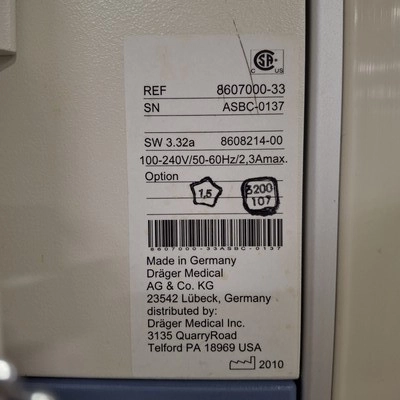 CSA
C US
REF 8607000-33
SN ASBC-0137
SW 3.32a 8608214-00
100-240V/50-60Hz/2,3Amax.
Option
1,5
5200
107
8607000-33ASBC-0137
Made in Germany
Dräger Medical
AG & Co. KG
23542 Lübeck, Germany
distributed by:
Dräger Medical Inc.
3135 QuarryRoad
Telford PA 18969 USA
2010